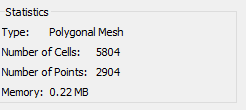 Statistics
Type: Polygonal Mesh
Number of Cells: 5804
Number of Points: 2904
Memory: 0.22 MB